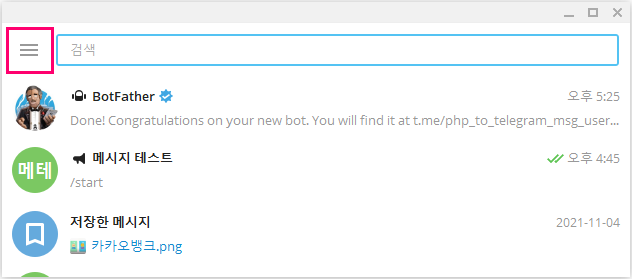 검색
BotFather
오후 5:25
Done! Congratulations on your new bot. You will find it at t.me/php_to_telegram_msg_user...
메테
메시지 테스트
오후 4:45
/start
저장한 메시지
2021-11-04
카카오뱅크.png